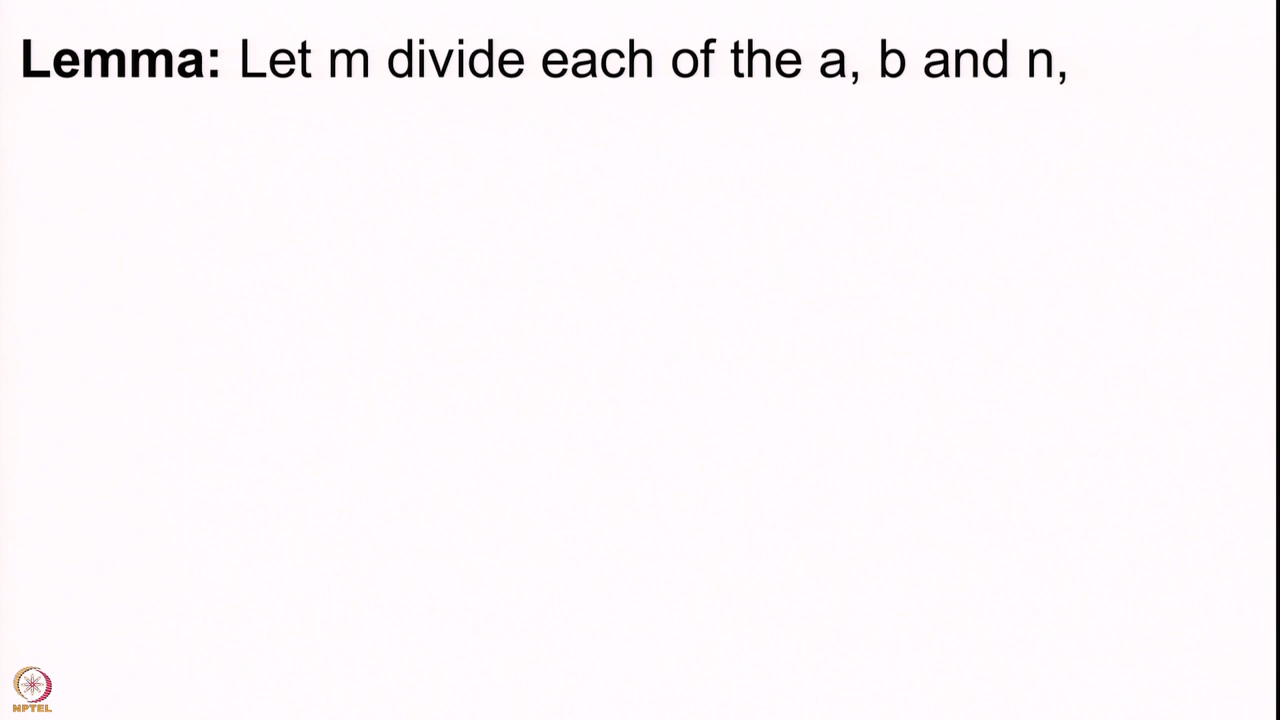 Lemma: Let m divide each of the a, b and n,
NPTEL